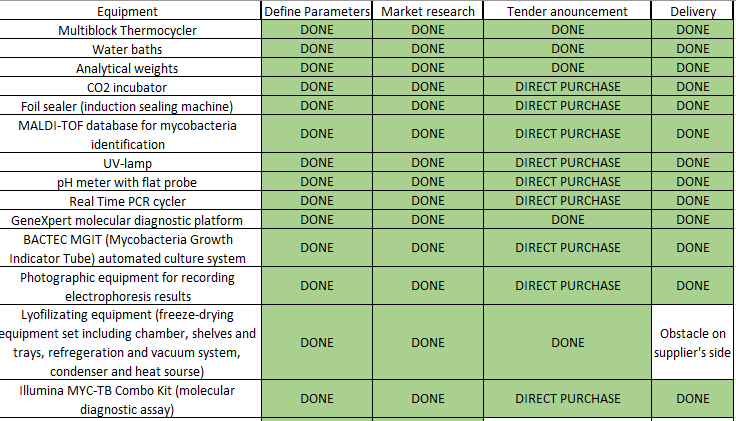 Equipment Define Parameters Market research Tender anouncement Delivery
Multiblock Thermocycler DONE DONE DONE DONE
Water baths DONE DONE DONE DONE
Analytical weights DONE DONE DONE DONE
CO2 incubator DONE DONE DIRECT PURCHASE DONE
Foil sealer (induction sealing machine) DONE DONE DIRECT PURCHASE DONE
MALDI-TOF database for mycobacteria
identification DONE DONE DIRECT PURCHASE DONE
UV-lamp DONE DONE DIRECT PURCHASE DONE
pH meter with flat probe DONE DONE DIRECT PURCHASE DONE
Real Time PCR cycler DONE DONE DIRECT PURCHASE DONE
GeneXpert molecular diagnostic platform DONE DONE DONE DONE
BACTEC MGIT (Mycobacteria Growth
Indicator Tube) automated culture system DONE DONE DIRECT PURCHASE DONE
Photographic equipment for recording
electrophoresis results DONE DONE DIRECT PURCHASE DONE
Lyofilizating equipment (freeze-drying
equipment set including chamber, shelves and
trays, refregeration and vacuum system,
condenser and heat sourse) DONE DONE DONE Obstacle on
supplier's side
Illumina MYC-TB Combo Kit (molecular
diagnostic assay) DONE DONE DIRECT PURCHASE DONE